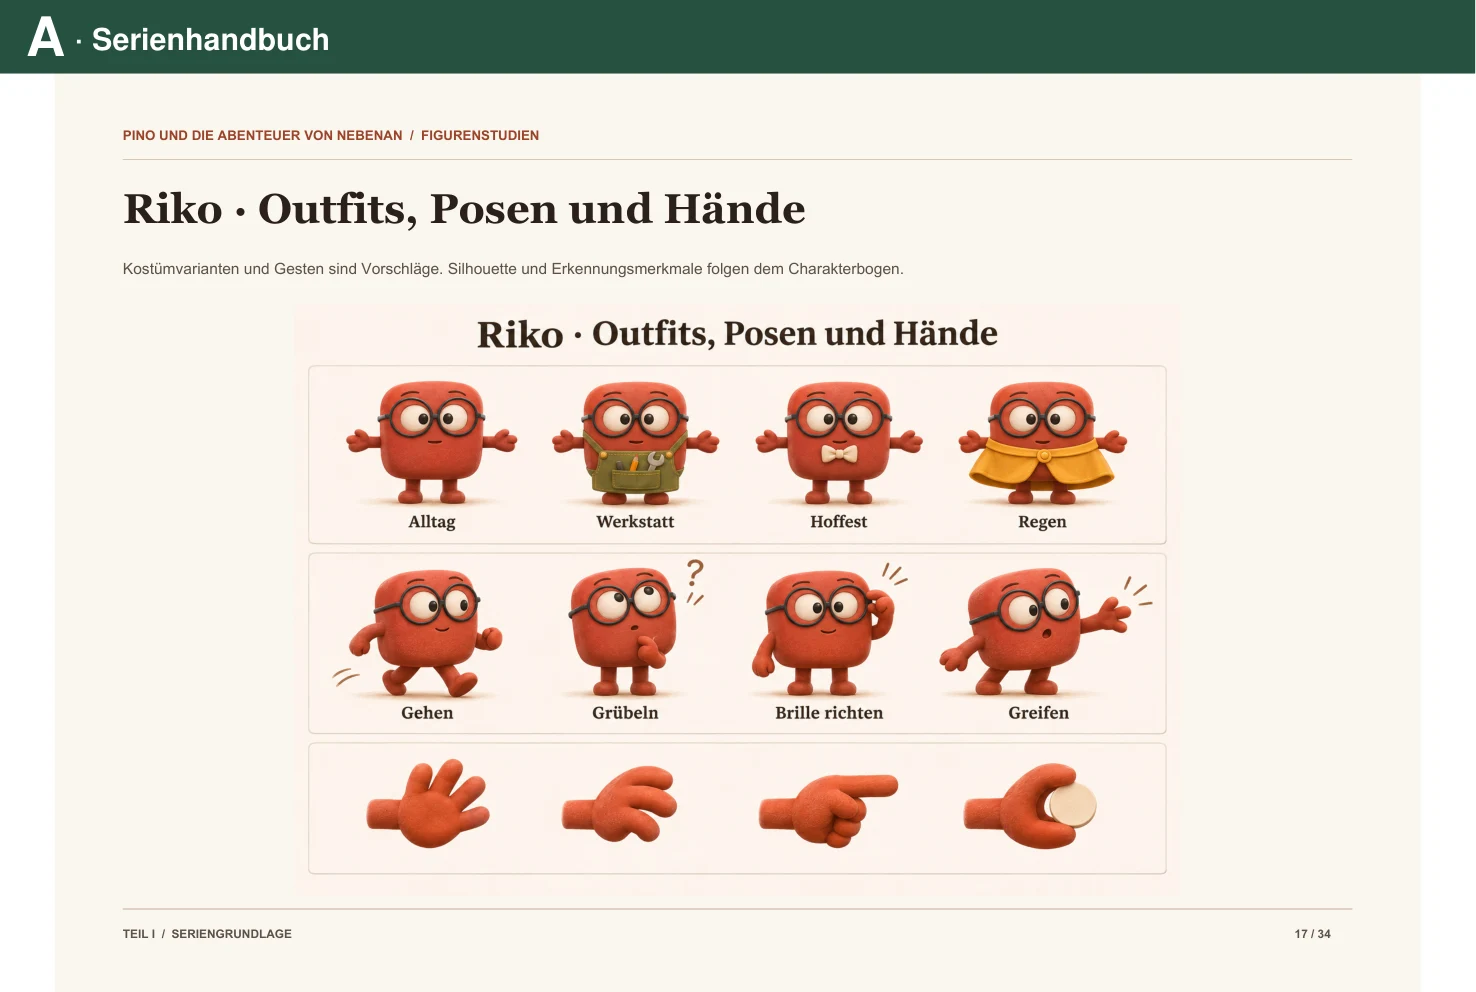 A · Serienhandbuch
PINO UND DIE ABENTEUER VON NEBENAN / FIGURENSTUDIEN
Riko · Outfits, Posen und Hände
Kostümvarianten und Gesten sind Vorschläge. Silhouette und Erkennungsmerkmale folgen dem Charakterbogen.
Riko · Outfits, Posen und Hände
Alltag
Werkstatt
Hoffest
Regen
?
Gehen
Grübeln
Brille richten
Greifen
TEIL I / SERIENGRUNDLAGE
17 / 34